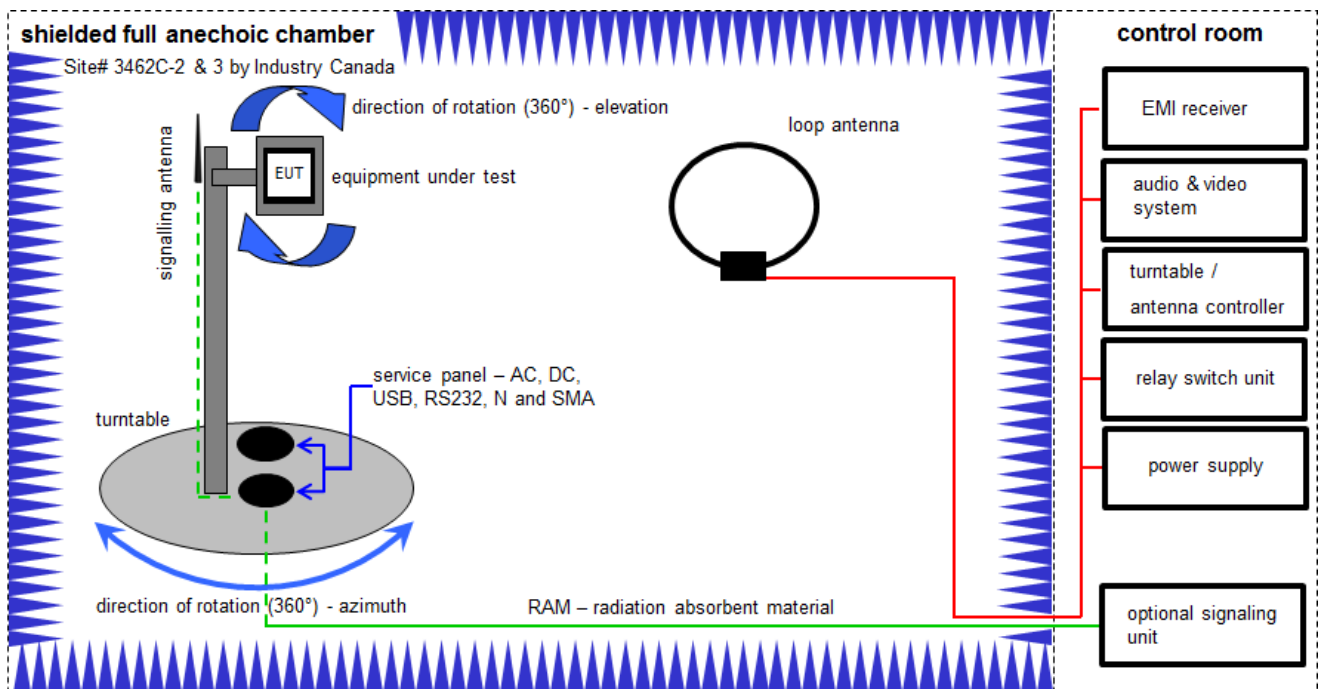 shielded full anechoic chamber
Site# 3462C-2 & 3 by Industry Canada
direction of rotation (360°) - elevation
signalling antenna
EUT
equipment under test
loop antenna
service panel – AC, DC,
USB, RS232, N and SMA
turntable
direction of rotation (360°) - azimuth
RAM – radiation absorbent material
control room
EMI receiver
audio & video
system
turntable /
antenna controller
relay switch unit
power supply
optional signaling
unit